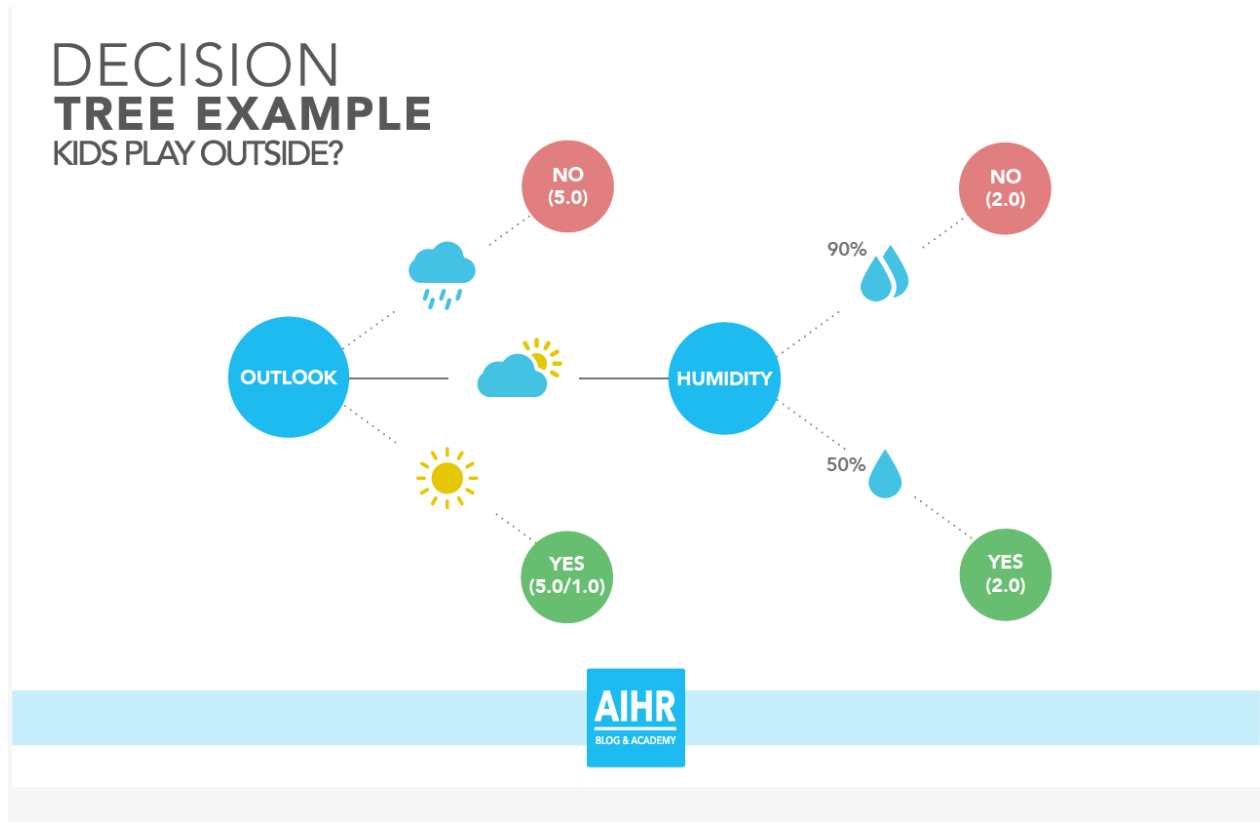 DECISION
TREE EXAMPLE
KIDS PLAY OUTSIDE?
NO
(5.0)
NO
(2.0)
90%
OUTLOOK
HUMIDITY
50%
YES
(5.0/1.0)
YES
(2.0)
AIHR
BLOG & ACADEMY